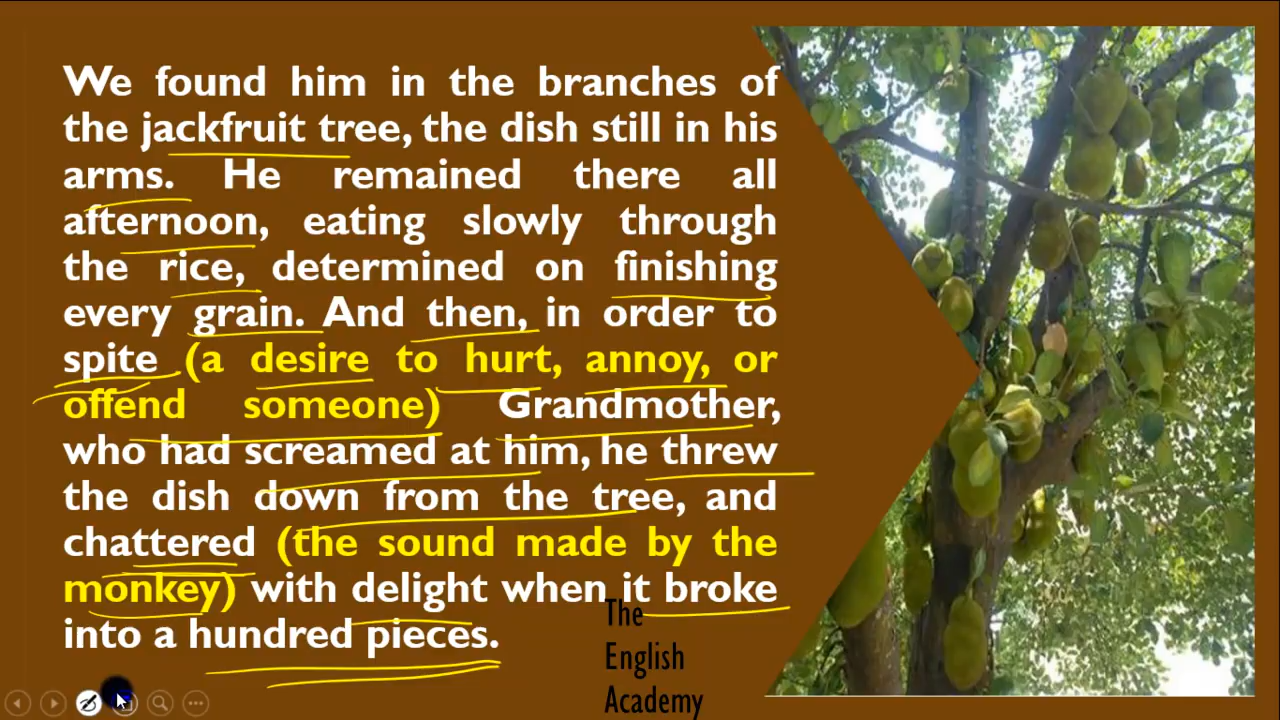 We found him in the branches of
the jackfruit tree, the dish still in his
arms. He remained there all
afternoon, eating slowly through
the rice, determined on finishing
every grain. And then, in order to
spite (a desire to hurt, annoy, or
offend someone) Grandmother,
who had screamed at him, he threw
the dish down from the tree, and
chattered (the sound made by the
monkey) with delight when it broke
into a hundred pieces.
The
English
Academy